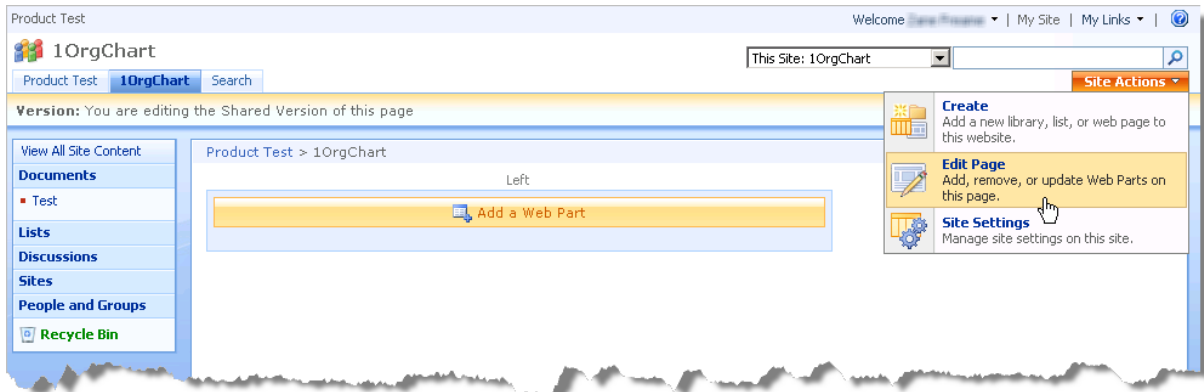 Product Test
Welcome
| My Site | My Links |
1OrgChart
This Site: 1OrgChart
Product Test 1OrgChart Search
Site Actions
Version: You are editing the Shared Version of this page
Create
Add a new library, list, or web page to
this website.
Edit Page
Add, remove, or update Web Parts on
this page.
Site Settings
Manage site settings on this site.
View All Site Content
Documents
Test
Lists
Discussions
Sites
People and Groups
Recycle Bin
Product Test > 1OrgChart
Left
Add a Web Part